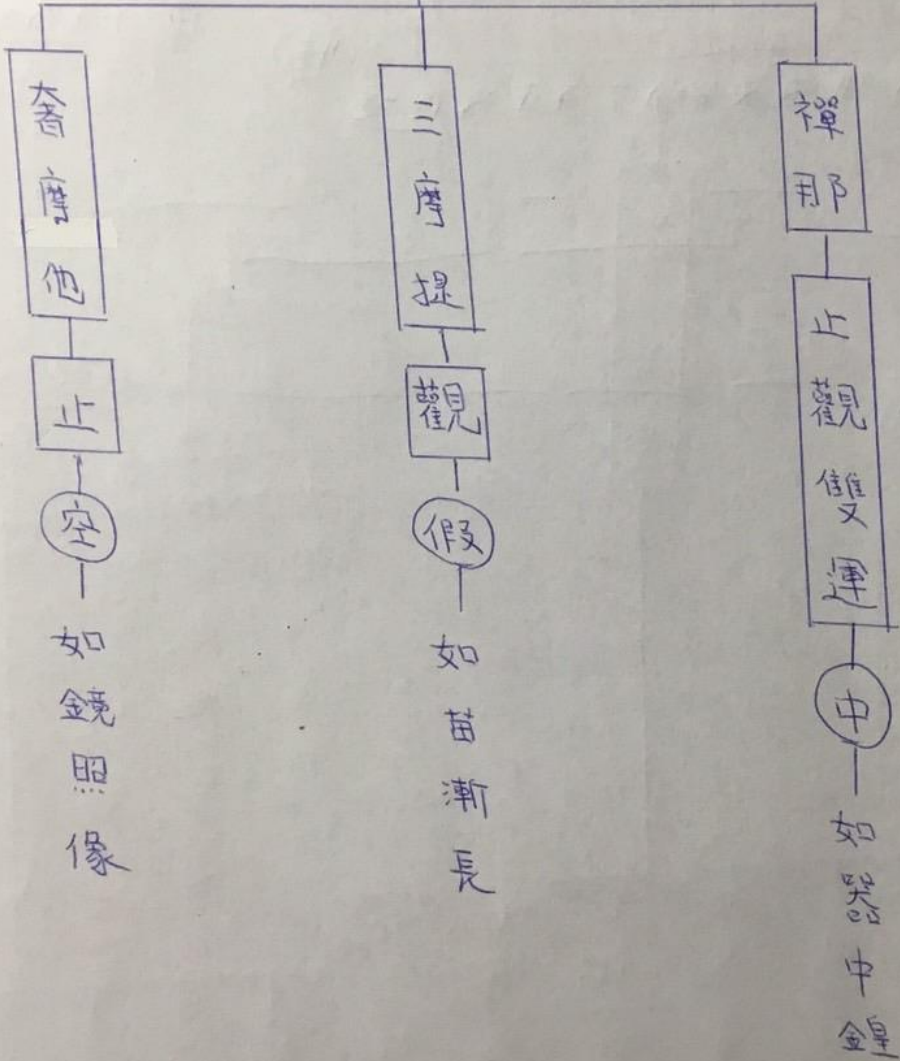 奢摩他
止
空
如鏡照像
三摩提
觀
假
如苗漸長
禪那
止觀雙運
中
如器中鍠